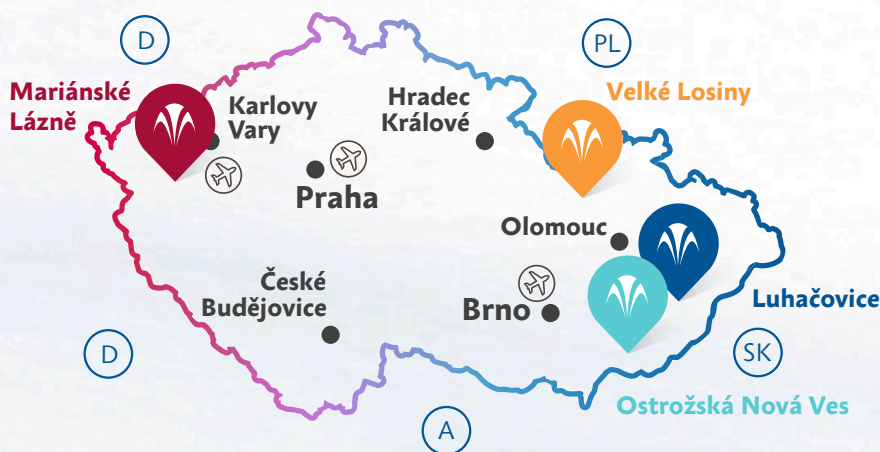 D
PL
Mariánské
Lázně
Karlovy
Vary
Hradec
Králové
Velké Losiny
Praha
Olomouc
České
Budějovice
Brno
Luhačovice
D
SK
Ostrožská Nová Ves
A